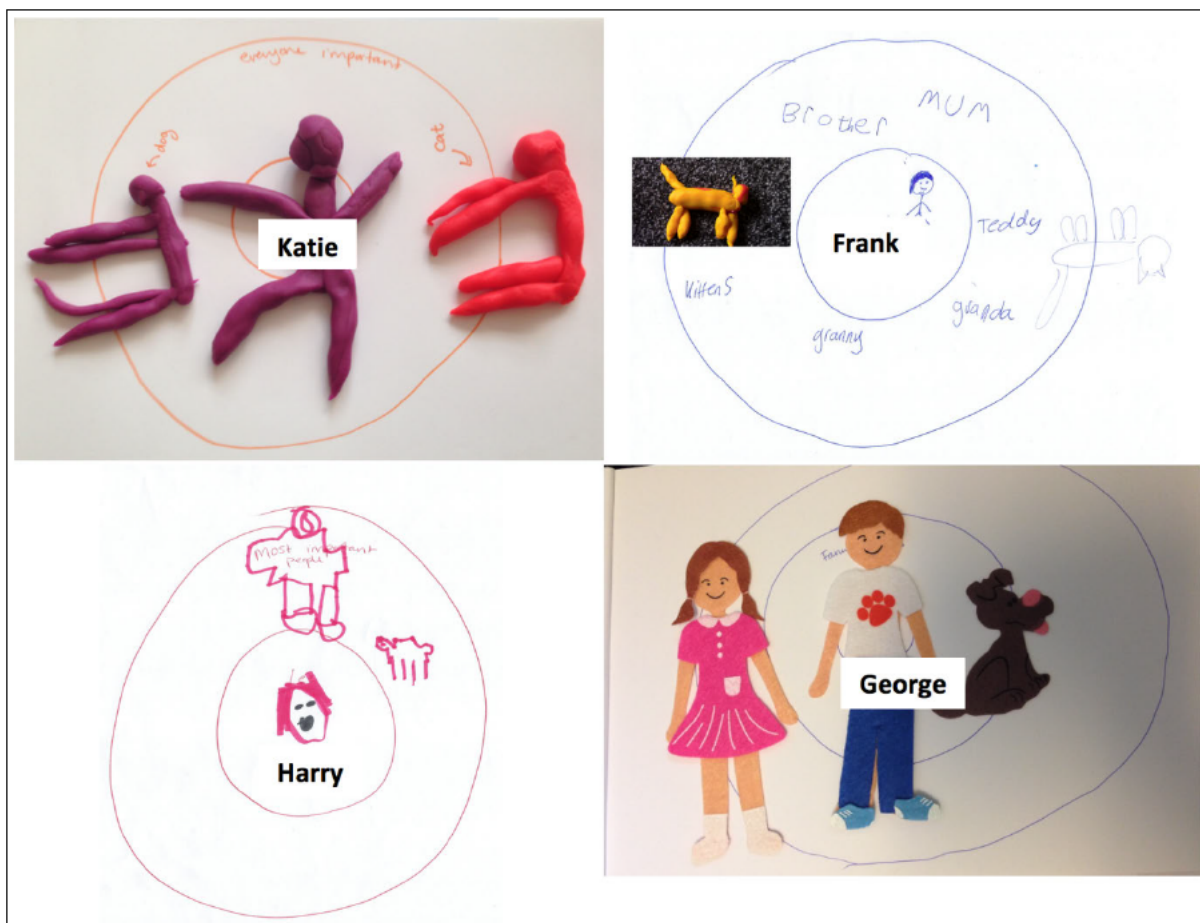 everyone important
dog
cat
Katie
Brother
MUM
Teddy
granda
granny
kittens
Frank
Most important
people
Harry
George